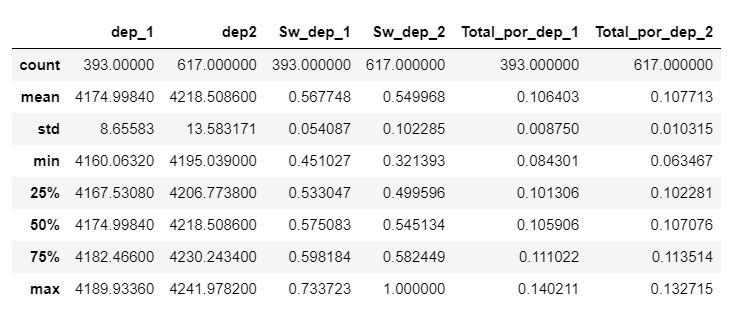 dep_1 dep2 Sw_dep_1 Sw_dep_2 Total_por_dep_1 Total_por_dep_2
count 393.00000 617.000000 393.000000 617.000000 393.000000 617.000000
mean 4174.99840 4218.508600 0.567748 0.549968 0.106403 0.107713
std 8.65583 13.583171 0.054087 0.102285 0.008750 0.010315
min 4160.06320 4195.039000 0.451027 0.321393 0.084301 0.063467
25% 4167.53080 4206.773800 0.533047 0.499596 0.101306 0.102281
50% 4174.99840 4218.508600 0.575083 0.545134 0.105906 0.107076
75% 4182.46600 4230.243400 0.598184 0.582449 0.111022 0.113514
max 4189.93360 4241.978200 0.733723 1.000000 0.140211 0.132715